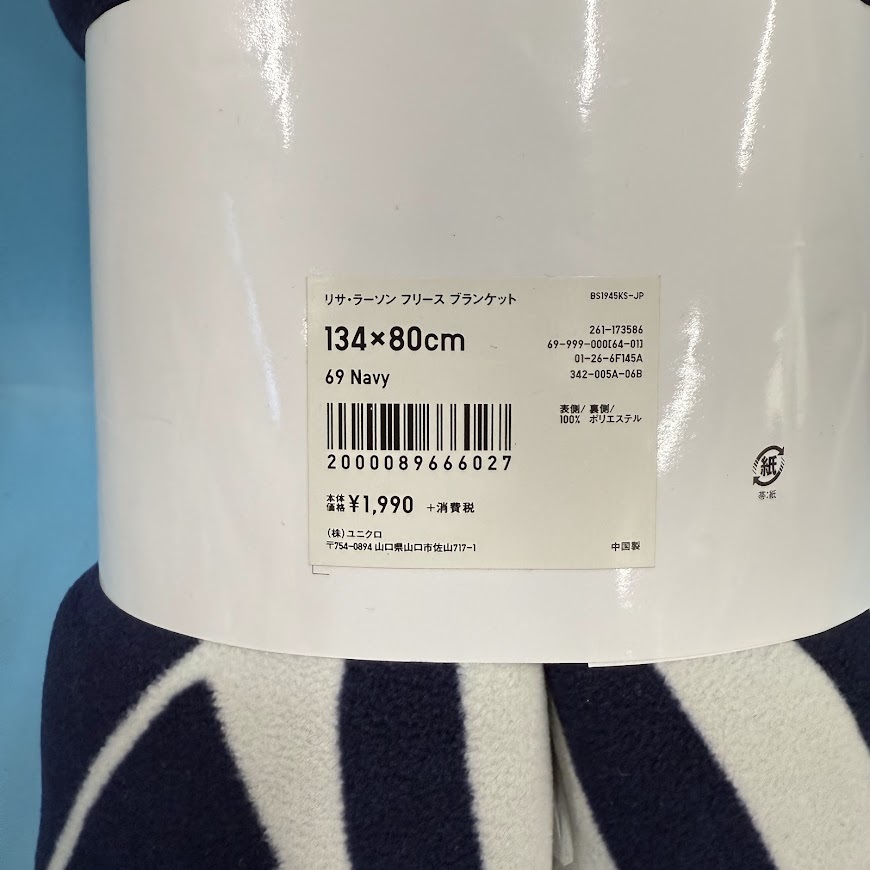 リサ・ラーソン フリース ブランケット
BS1945KS-JP
134×80cm
69 Navy
261-173586
69-999-000[64-01]
01-26-6F145A
342-005A-06B
表側/ 裏側/
100% ポリエステル
2000089666027
本体
価格 ¥1,990 +消費税
(株)ユニクロ
〒754-0894 山口県山口市佐山717-1
中国製
紙
帯:紙